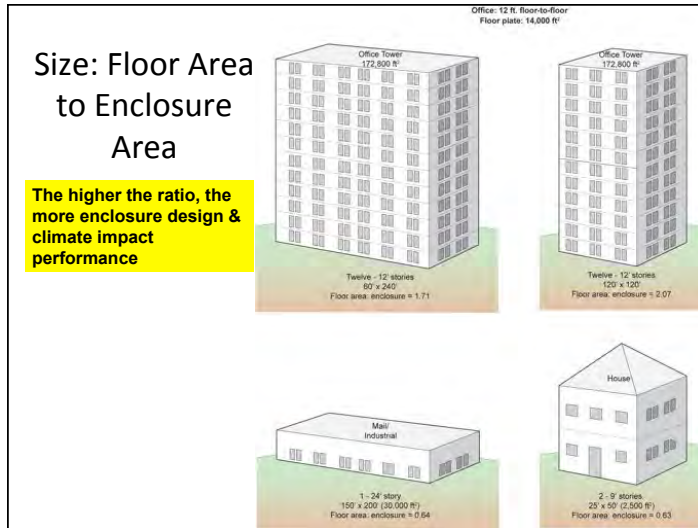 Office: 12 ft. floor-to-floor
Floor plate: 14,000 ft²
Size: Floor Area
to Enclosure
Area
The higher the ratio, the
more enclosure design &
climate impact
performance
Office Tower
172,800 ft²
Twelve - 12' stories
60' x 240'
Floor area: enclosure = 1.71
Office Tower
172,800 ft²
Twelve - 12' stories
120' x 120'
Floor area: enclosure = 2.07
Mall/
Industrial
1 - 24' story
150' x 200' (30,000 ft²)
Floor area: enclosure = 0.64
House
2 - 9' stories
25' x 50' (2,500 ft²)
Floor area: enclosure = 0.63